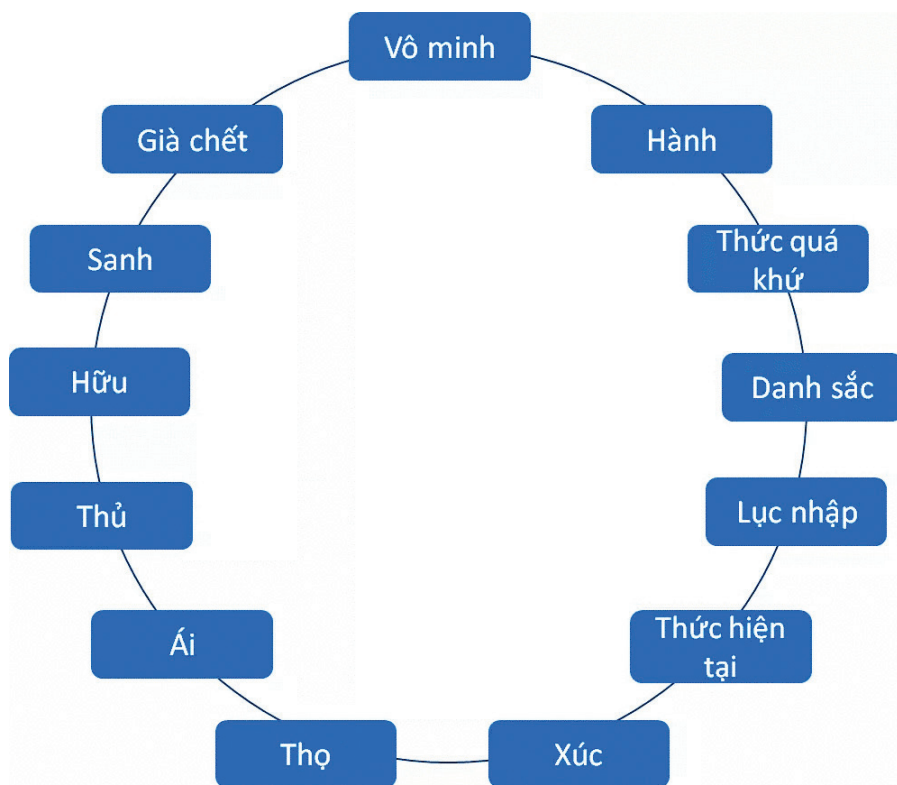 Vô minh
Hành
Thức quá
khứ
Danh sắc
Lục nhập
Thức hiện
tại
Xúc
Thọ
Ái
Thủ
Hữu
Sanh
Già chết